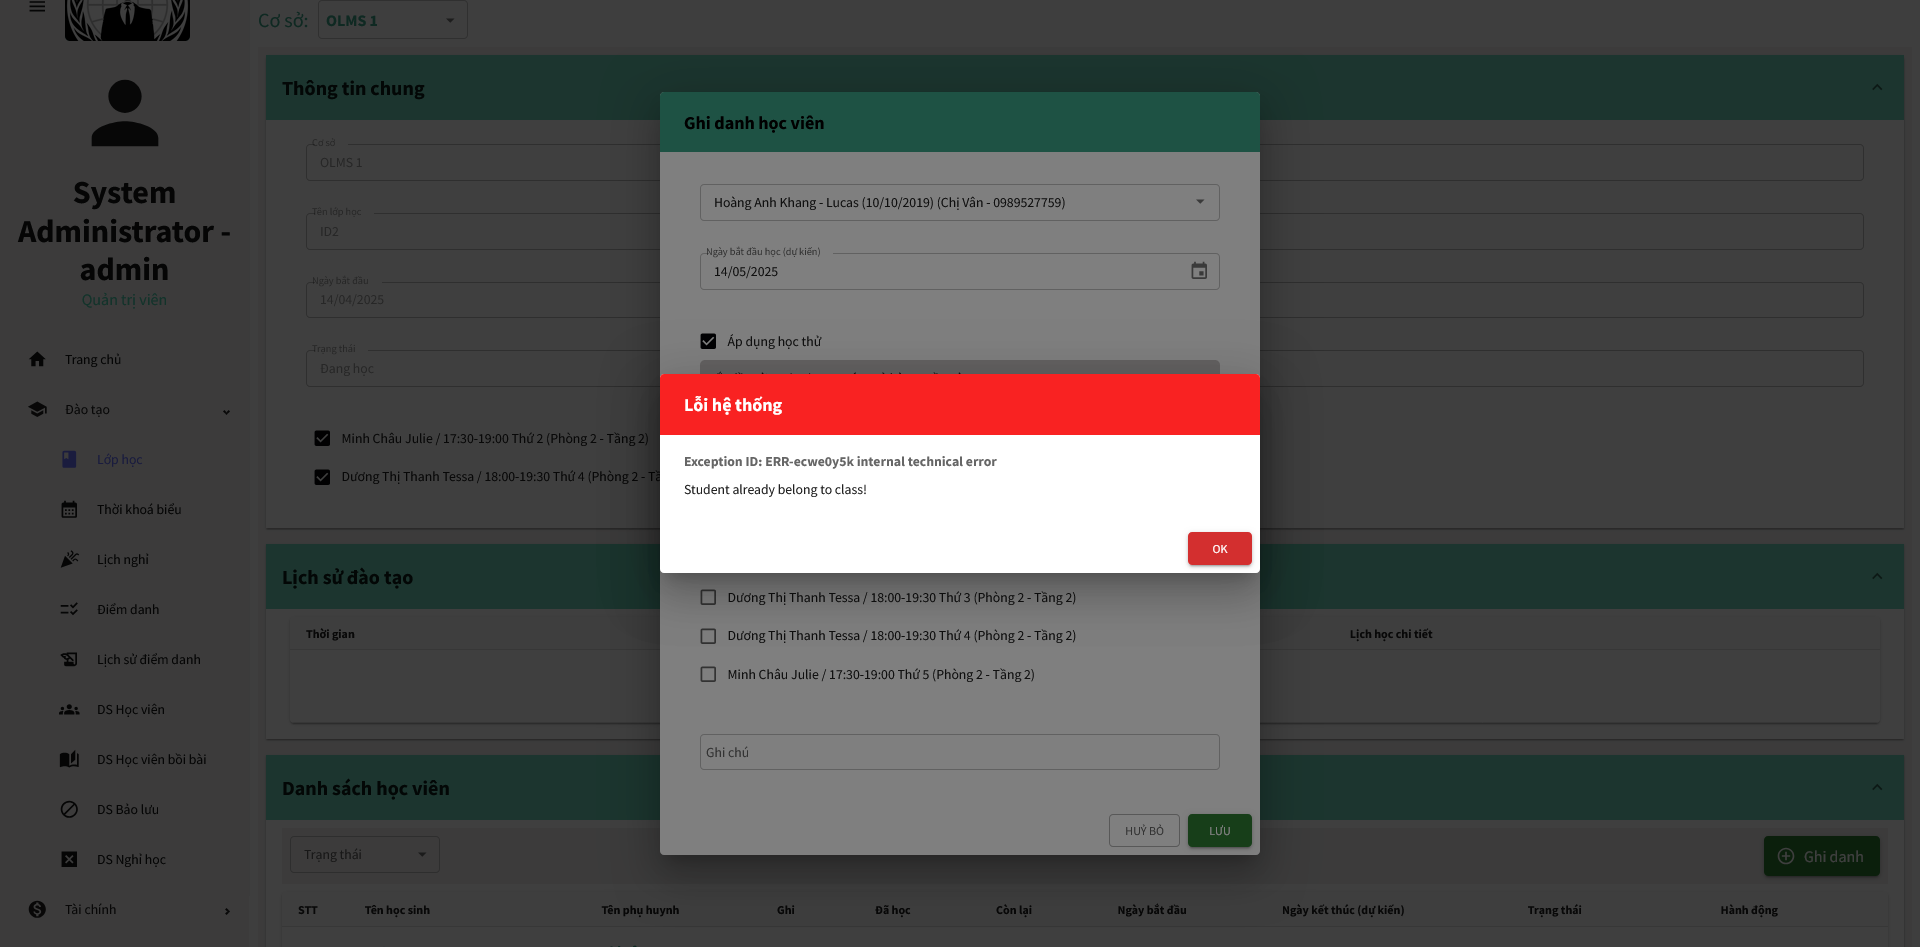 Cơ sở:
OLMS 1
System
Administrator -
admin
Quản trị viên
Trang chủ
Đào tạo
Lớp học
Thời khoá biểu
Lịch nghỉ
Điểm danh
Lịch sử điểm danh
DS Học viên
DS Học viên bồi bài
DS Bảo lưu
DS Nghỉ học
Tài chính
Thông tin chung
Cơ sở
OLMS 1
Tên lớp học
ID2
Ngày bắt đầu
14/04/2025
Trạng thái
Đang học
Minh Châu Julie / 17:30-19:00 Thứ 2 (Phòng 2 - Tầng 2)
Dương Thị Thanh Tessa / 18:00-19:30 Thứ 4 (Phòng 2 - Tầ
Ghi danh học viên
Hoàng Anh Khang - Lucas (10/10/2019) (Chị Vân - 0989527759)
Ngày bắt đầu học (dự kiến)
14/05/2025
Áp dụng học thử
Lỗi hệ thống
Exception ID: ERR-ecwe0y5k internal technical error
Student already belong to class!
OK
Dương Thị Thanh Tessa / 18:00-19:30 Thứ 3 (Phòng 2 - Tầng 2)
Dương Thị Thanh Tessa / 18:00-19:30 Thứ 4 (Phòng 2 - Tầng 2)
Minh Châu Julie / 17:30-19:00 Thứ 5 (Phòng 2 - Tầng 2)
Ghi chú
HUỶ BỎ
LƯU
Lịch sử đào tạo
Thời gian
Lịch học chi tiết
Danh sách học viên
Trạng thái
Ghi danh
STT
Tên học sinh
Tên phụ huynh
Ghi
Đã học
Còn lại
Ngày bắt đầu
Ngày kết thúc (dự kiến)
Trạng thái
Hành động